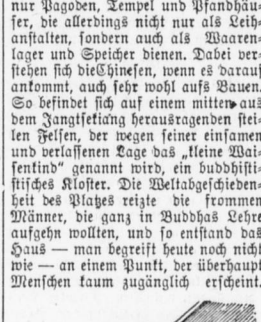 nur Pagoden, Tempel und Pfandhäu-
ser, die allerdings nicht nur als Leih-
anstalten, sondern auch als Waaren-
lager und Speicher dienen. Dabei ver-
stehen sich dieChinesen, wenn es darauf
ankommt, auch sehr wohl aufs Bauen.
So befindet sich auf einem mitten aus
dem Jangtsekiang herausragenden stei-
len Felsen, der wegen seiner einsamen
und verlassenen Lage das „kleine Wai-
senkind“ genannt wird, ein buddhisti-
stisches Kloster. Die Weltabgeschieden-
heit des Platzes reizte die frommen
Männer, die ganz in Buddhas Lehre
aufgehn wollten, und so entstand das
Haus — man begreift heute noch nicht
wie — an einem Punkt, der überhaupt
Menschen kaum zugänglich erscheint.